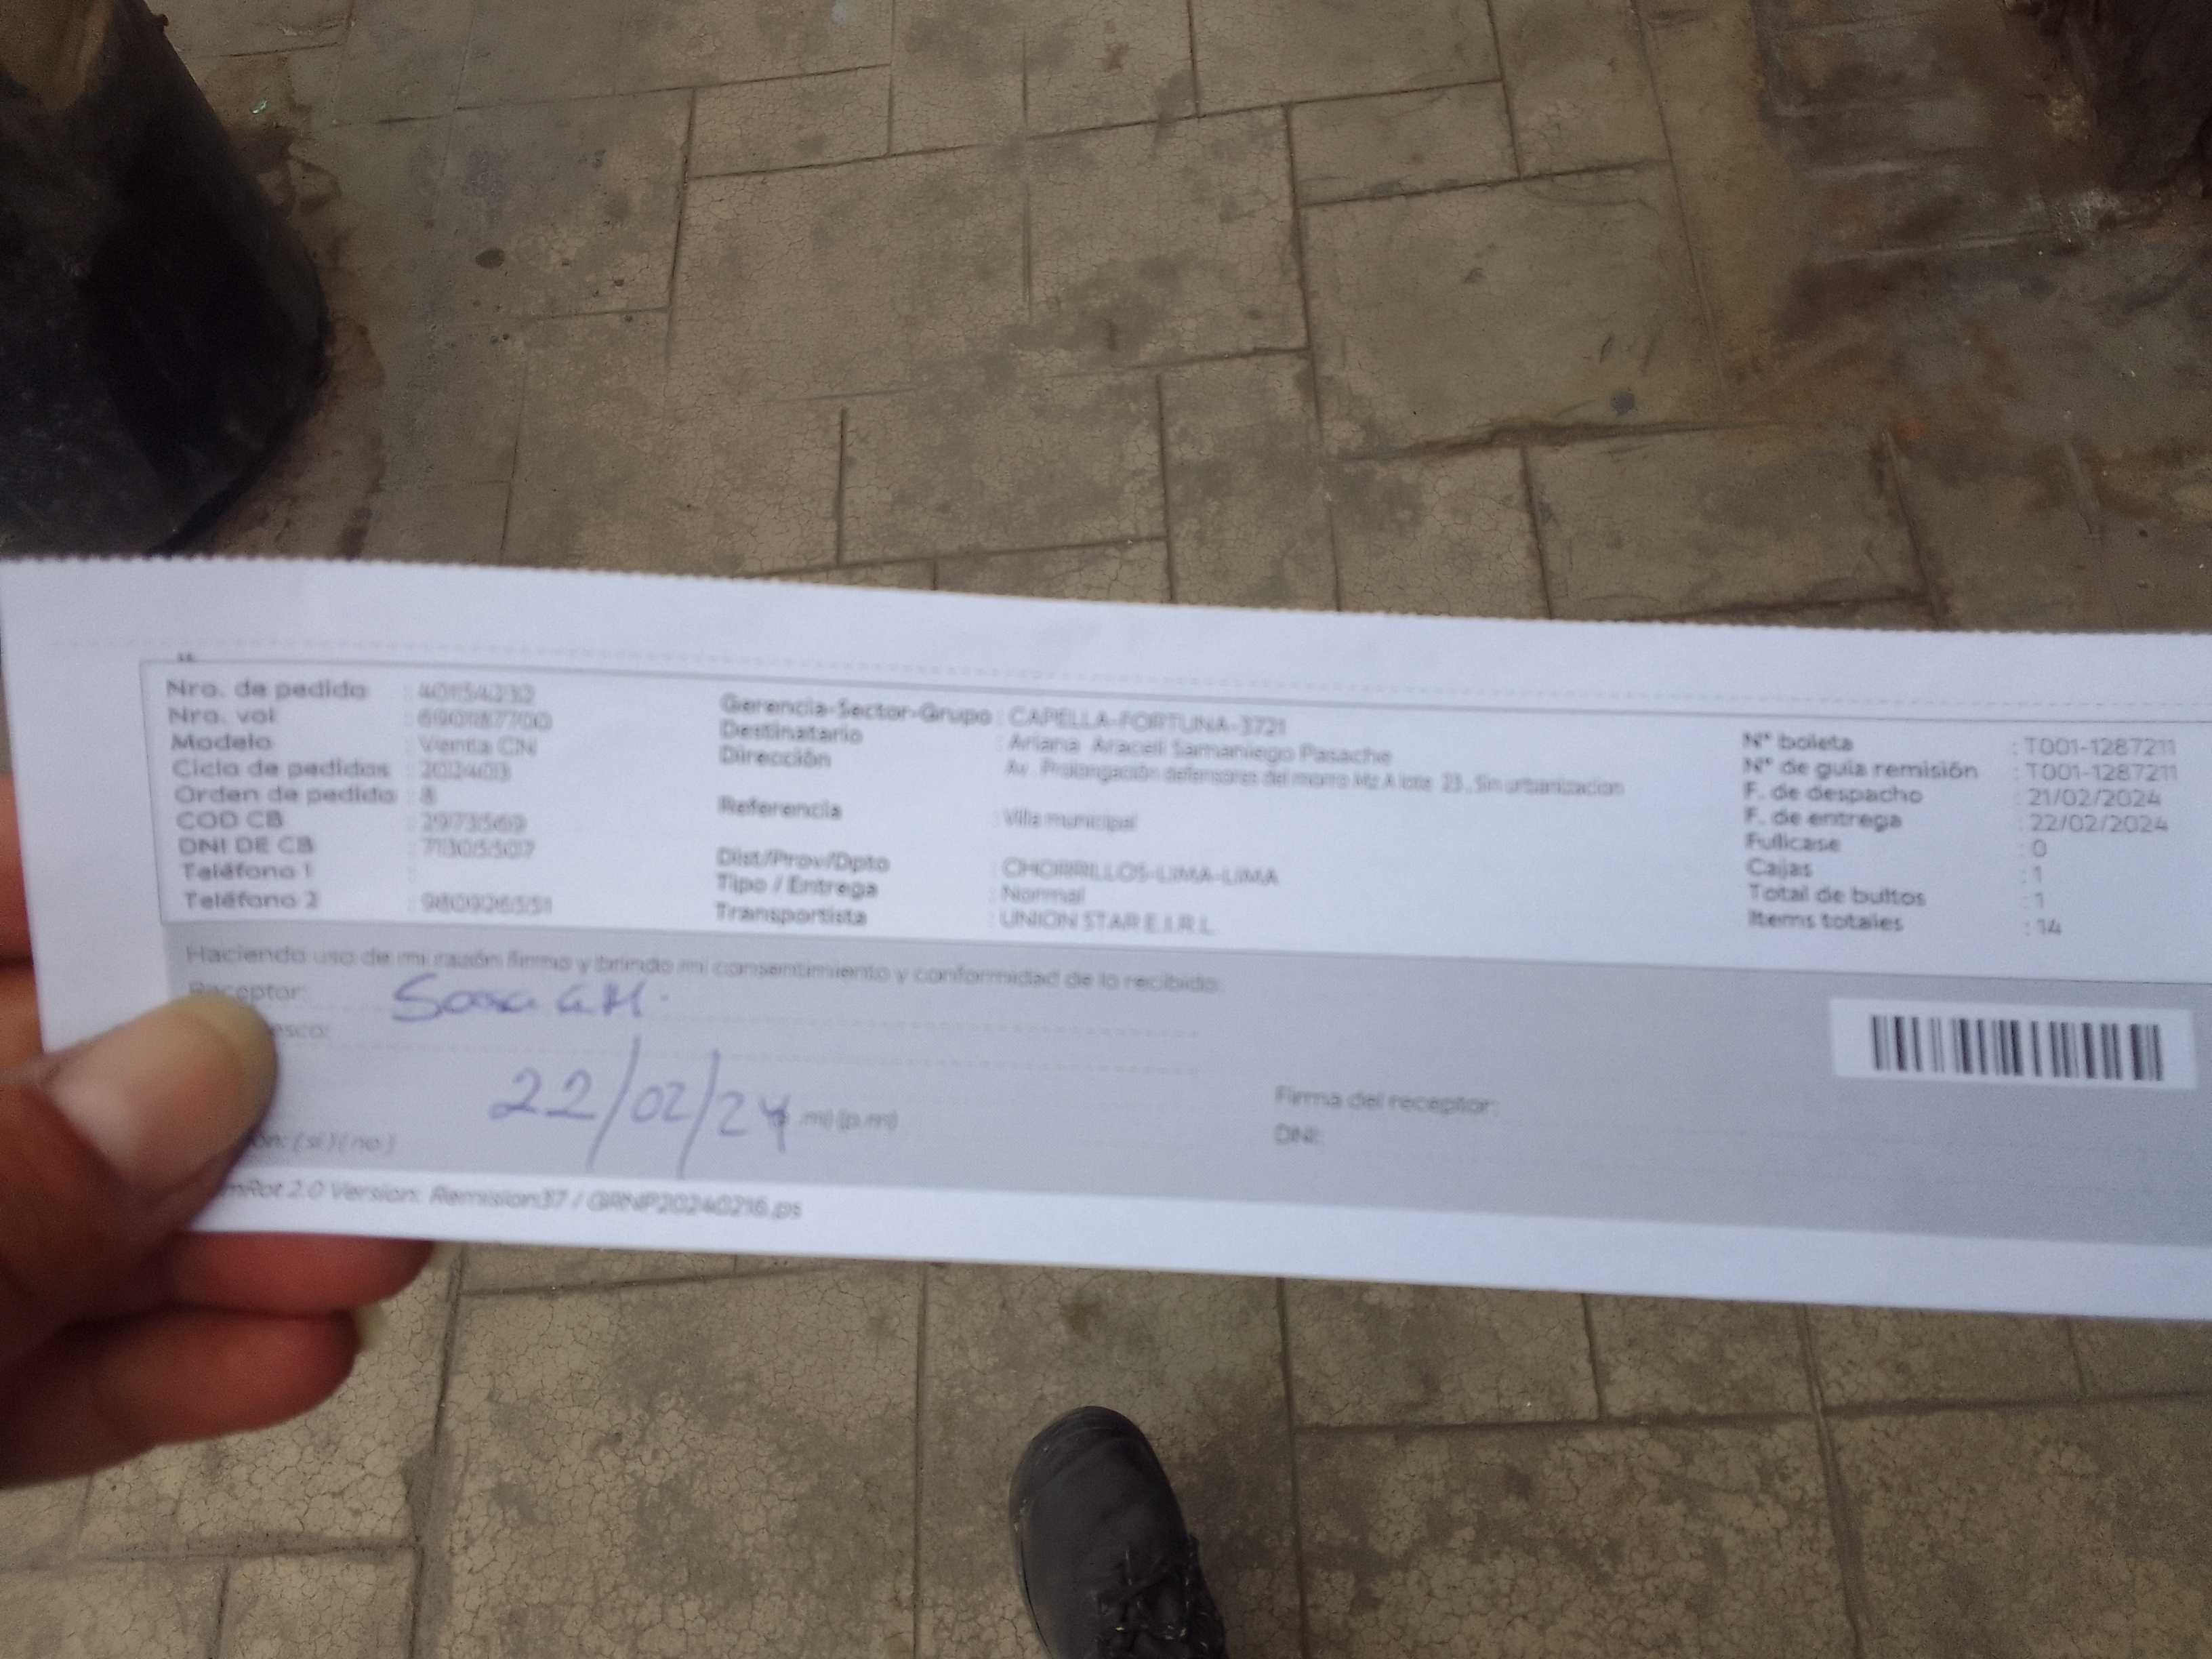 Nro. de pedido : 401154232
Nro. vol : 6901187700
Modelo : Venta CN
Ciclo de pedidos : 202403
Orden de pedido : 8
COD CB : 2973569
DNI DE CB : 71305507
Teléfono 1 :
Teléfono 2 : 980926551
Gerencia-Sector-Grupo : CAPELLA-FORTUNA-3721
Destinatario : Ariana Araceli Samaniego Pasache
Dirección : Av. Prolongación defensores del morro Mz A lote 23, Sin urbanizacion
Referencia : Villa municipal
Dist/Prov/Dpto : CHORRILLOS-LIMA-LIMA
Tipo / Entrega : Normal
Transportista : UNION STAR E.I.R.L.
N° boleta : T001-1287211
N° de guía remisión : T001-1287211
F. de despacho : 21/02/2024
F. de entrega : 22/02/2024
Fullcase : 0
Cajas : 1
Total de bultos : 1
Items totales : 14
Haciendo uso de mi razón firmo y brindo mi consentimiento y conformidad de lo recibido:
Receptor:
22/02/24 .m) (p.m)
(si) (no)
Firma del receptor:
DNI:
2.0 Version: Remision37 / GRNP20240216.ps